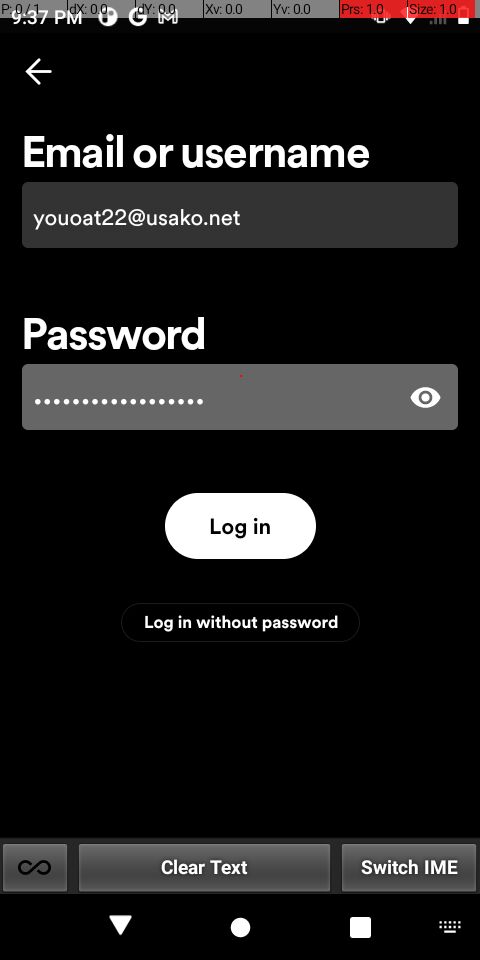 P: 0 / 1 dX: 0.0 dY: 0.0 Xv: 0.0 Yv: 0.0 Prs: 1.0 Size: 1.0
9:37 PM
Email or username
youoat22@usako.net
Password
Log in
Log in without password
Clear Text Switch IME